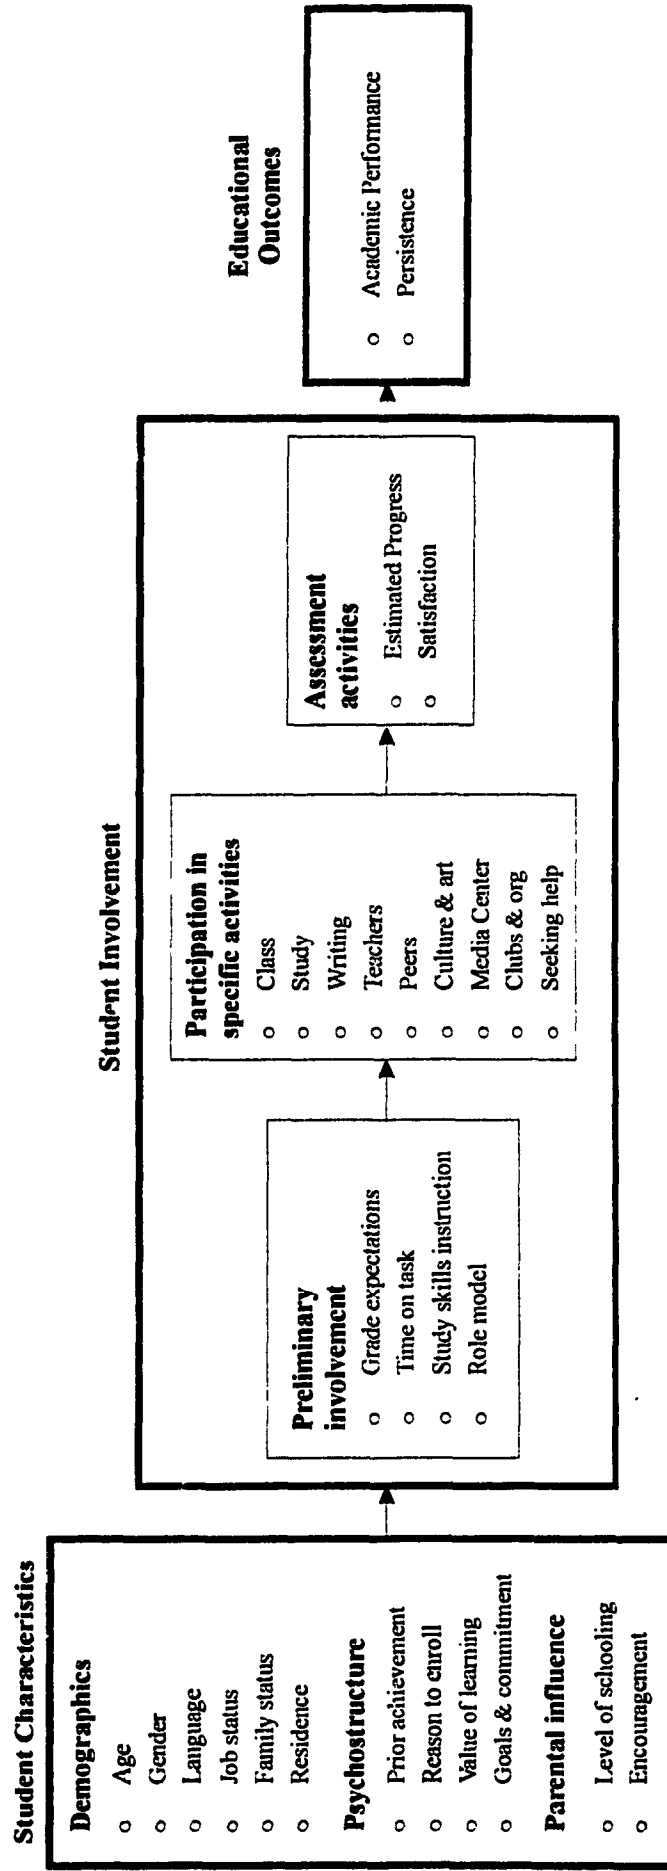 Student Characteristics
Demographics
o Age
o Gender
o Language
o Job status
o Family status
o Residence
Psychostructure
o Prior achievement
o Reason to enroll
o Value of learning
o Goals & commitment
Parental influence
o Level of schooling
o Encouragement
Student Involvement
Preliminary
involvement
o Grade expectations
o Time on task
o Study skills instruction
o Role model
Participation in
specific activities
o Class
o Study
o Writing
o Teachers
o Peers
o Culture & art
o Media Center
o Clubs & org
o Seeking help
Assessment
activities
o Estimated Progress
o Satisfaction
Educational
Outcomes
o Academic Performance
o Persistence